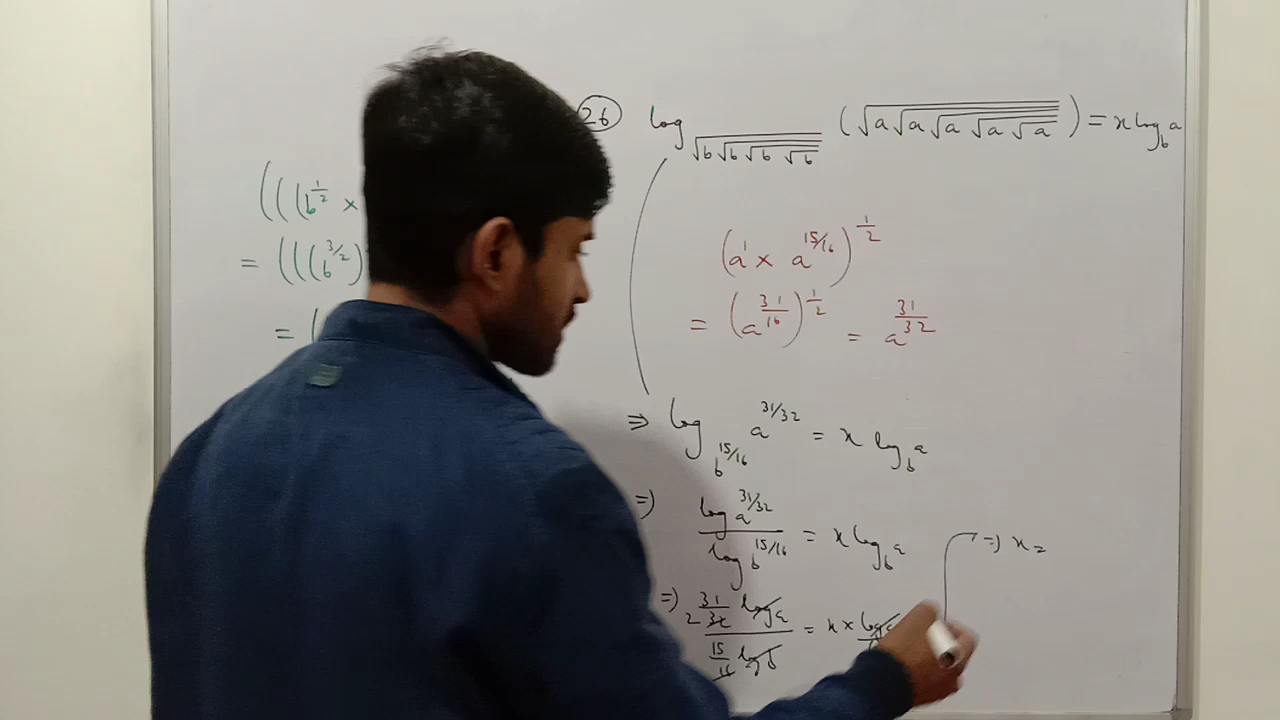 26 log_{√b√b√b√b} (√a√a√a√a√a) = x log_b a
(((b^{1/2} ×
= (((b^{3/2})
= (
(a^1 × a^{15/16})^{1/2}
= (a^{31/16})^{1/2} = a^{31/32}
⇒ log_{b^{15/16}} a^{31/32} = x log_b a
⇒ log a^{31/32} / log b^{15/16} = x log_b a
⇒ 2 31/32 log a / 15/16 log b = x ×
⇒ x =